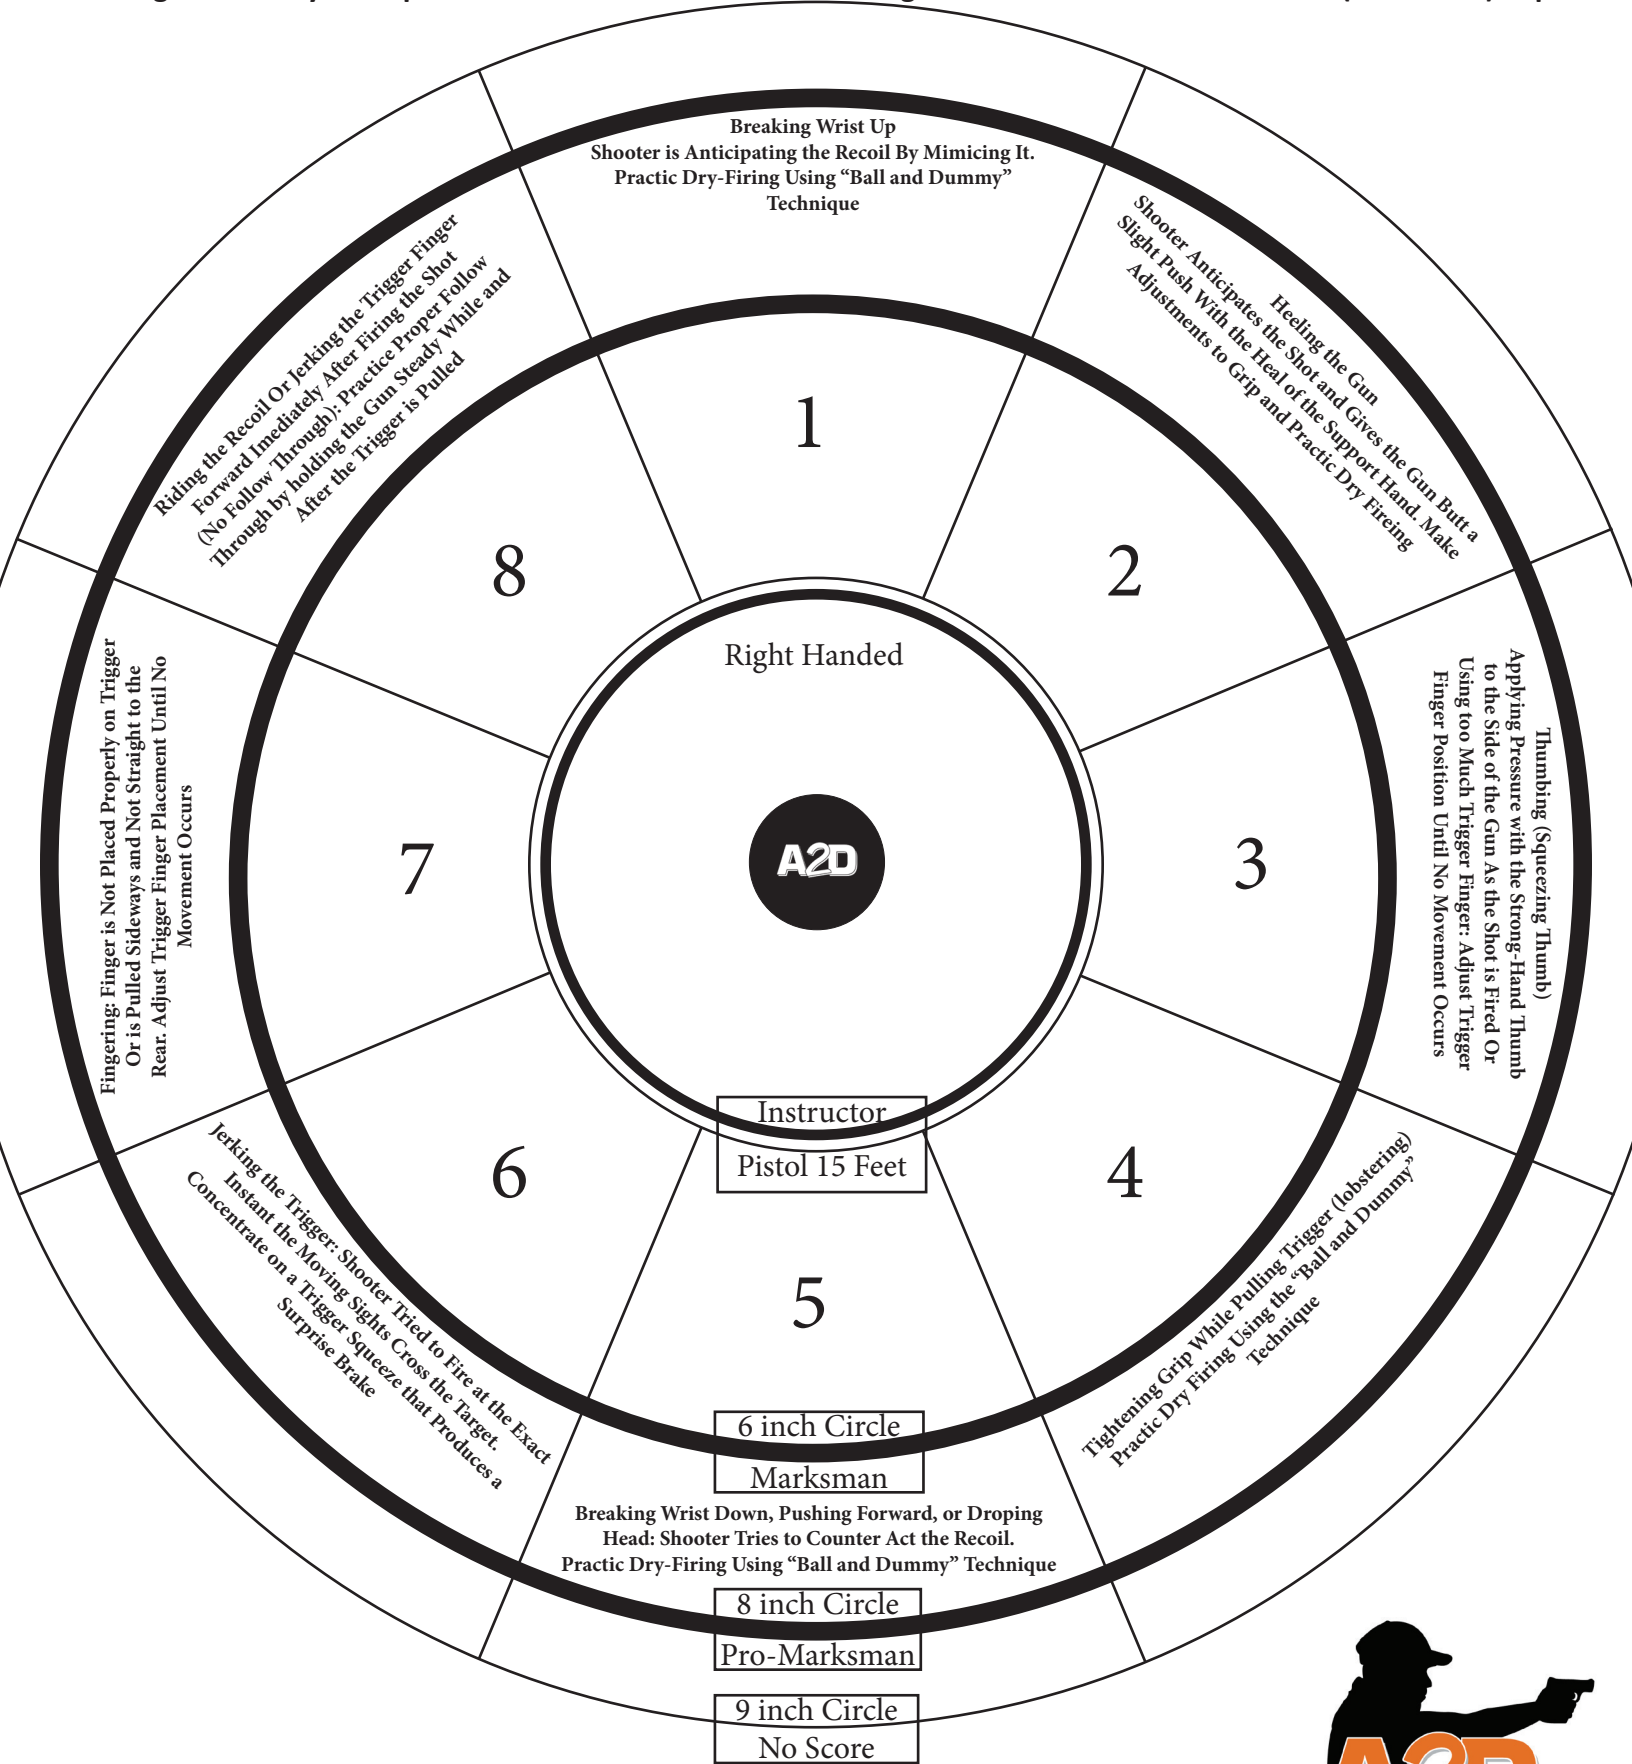 Breaking Wrist Up
Shooter is Anticipating the Recoil By Mimicing It.
Practic Dry-Firing Using “Ball and Dummy”
Technique
Heeling the Gun
Shooter Anticipates the Shot and Gives the Gun Butt a
Slight Push With the Heal of the Support Hand. Make
Adjustments to Grip and Practic Dry Fireing
Thumbing (Squeezing Thumb)
Applying Pressure with the Strong-Hand Thumb
to the Side of the Gun As the Shot is Fired Or
Using too Much Trigger Finger: Adjust Trigger
Finger Position Until No Movement Occurs
Tightening Grip While Pulling Trigger (lobstering)
Practic Dry Firing Using the “Ball and Dummy”
Technique
Breaking Wrist Down, Pushing Forward, or Droping
Head: Shooter Tries to Counter Act the Recoil.
Practic Dry-Firing Using “Ball and Dummy” Technique
Jerking the Trigger: Shooter Tried to Fire at the Exact
Instant the Moving Sights Cross the Target.
Concentrate on a Trigger Squeeze that Produces a
Surprise Brake
Fingering: Finger is Not Placed Properly on Trigger
Or is Pulled Sideways and Not Straight to the
Rear. Adjust Trigger Finger Placement Until No
Movement Occurs
Riding the Recoil Or Jerking the Trigger Finger
Forward Imediately After Firing the Shot
(No Follow Through): Practice Proper Follow
Through by holding the Gun Steady While and
After the Trigger is Pulled
1
2
3
4
5
6
7
8
Right Handed
A2D
Instructor
Pistol 15 Feet
6 inch Circle
Marksman
8 inch Circle
Pro-Marksman
9 inch Circle
No Score
A2D